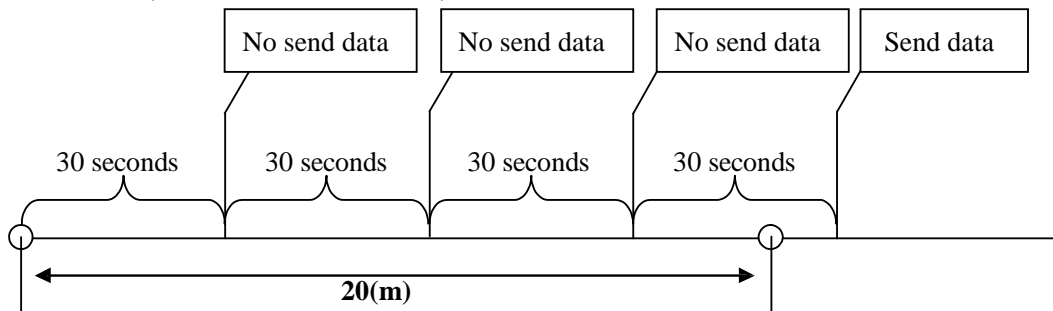 No send data
No send data
No send data
Send data
30 seconds
30 seconds
30 seconds
30 seconds
20(m)